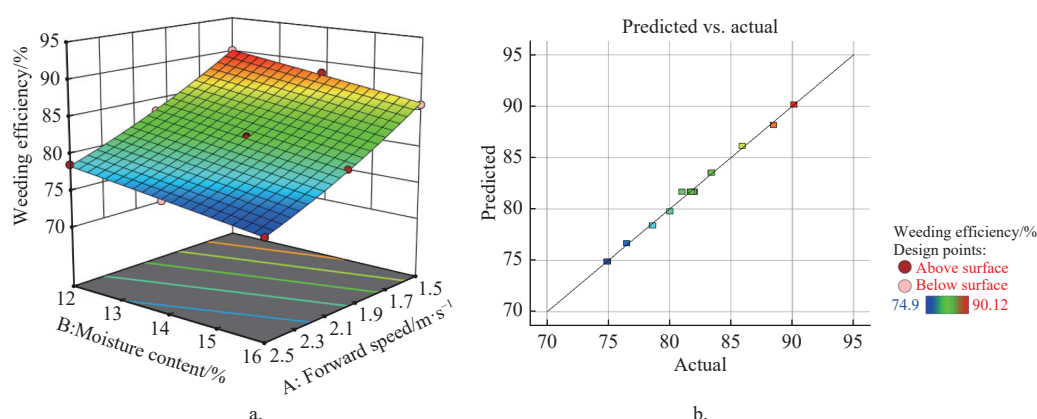 95
90
85
80
75
70
Weeding efficiency/%
12
13
14
15
16
B:Moisture content/%
2.5
2.3
2.1
1.9
1.7
1.5
A: Forward speed/m·s⁻¹
a.
Predicted vs. actual
95
90
85
80
75
70
Predicted
70 75 80 85 90 95
Actual
b.
Weeding efficiency/%
Design points:
Above surface
Below surface
74.9 90.12